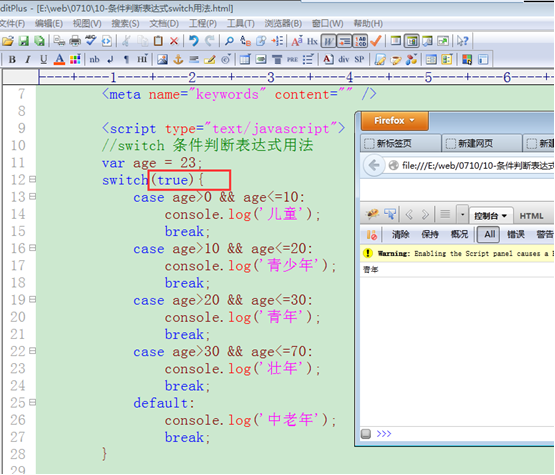 ditPlus - [E:\web\0710\10-条件判断表达式switch用法.html]
文件(F) 编辑(E) 视图(V) 搜索(S) 文档(D) 工程(P) 工具(T) 浏览器(B) 窗口(W) 帮助(H)
B I U A nb ↲ ¶ Hi PRE A div SP
----+----1----+----2----+----3----+----6----+
7 <meta name="keywords" content="" />
8
9 <script type="text/javascript">
10 //switch 条件判断表达式用法
11 var age = 23;
12 switch(true){
13 case age>0 && age<=10:
14 console.log('儿童');
15 break;
16 case age>10 && age<=20:
17 console.log('青少年');
18 break;
19 case age>20 && age<=30:
20 console.log('青年');
21 break;
22 case age>30 && age<=70:
23 console.log('壮年');
24 break;
25 default:
26 console.log('中老年');
27 break;
28 }
Firefox
新标签页 新建网页 新建网
file:///E:/web/0710/10-条件判断表
控制台 HTML
清除 保持 概况 All 错误 警告
Warning: Enabling the Script panel causes a
青年
>>>